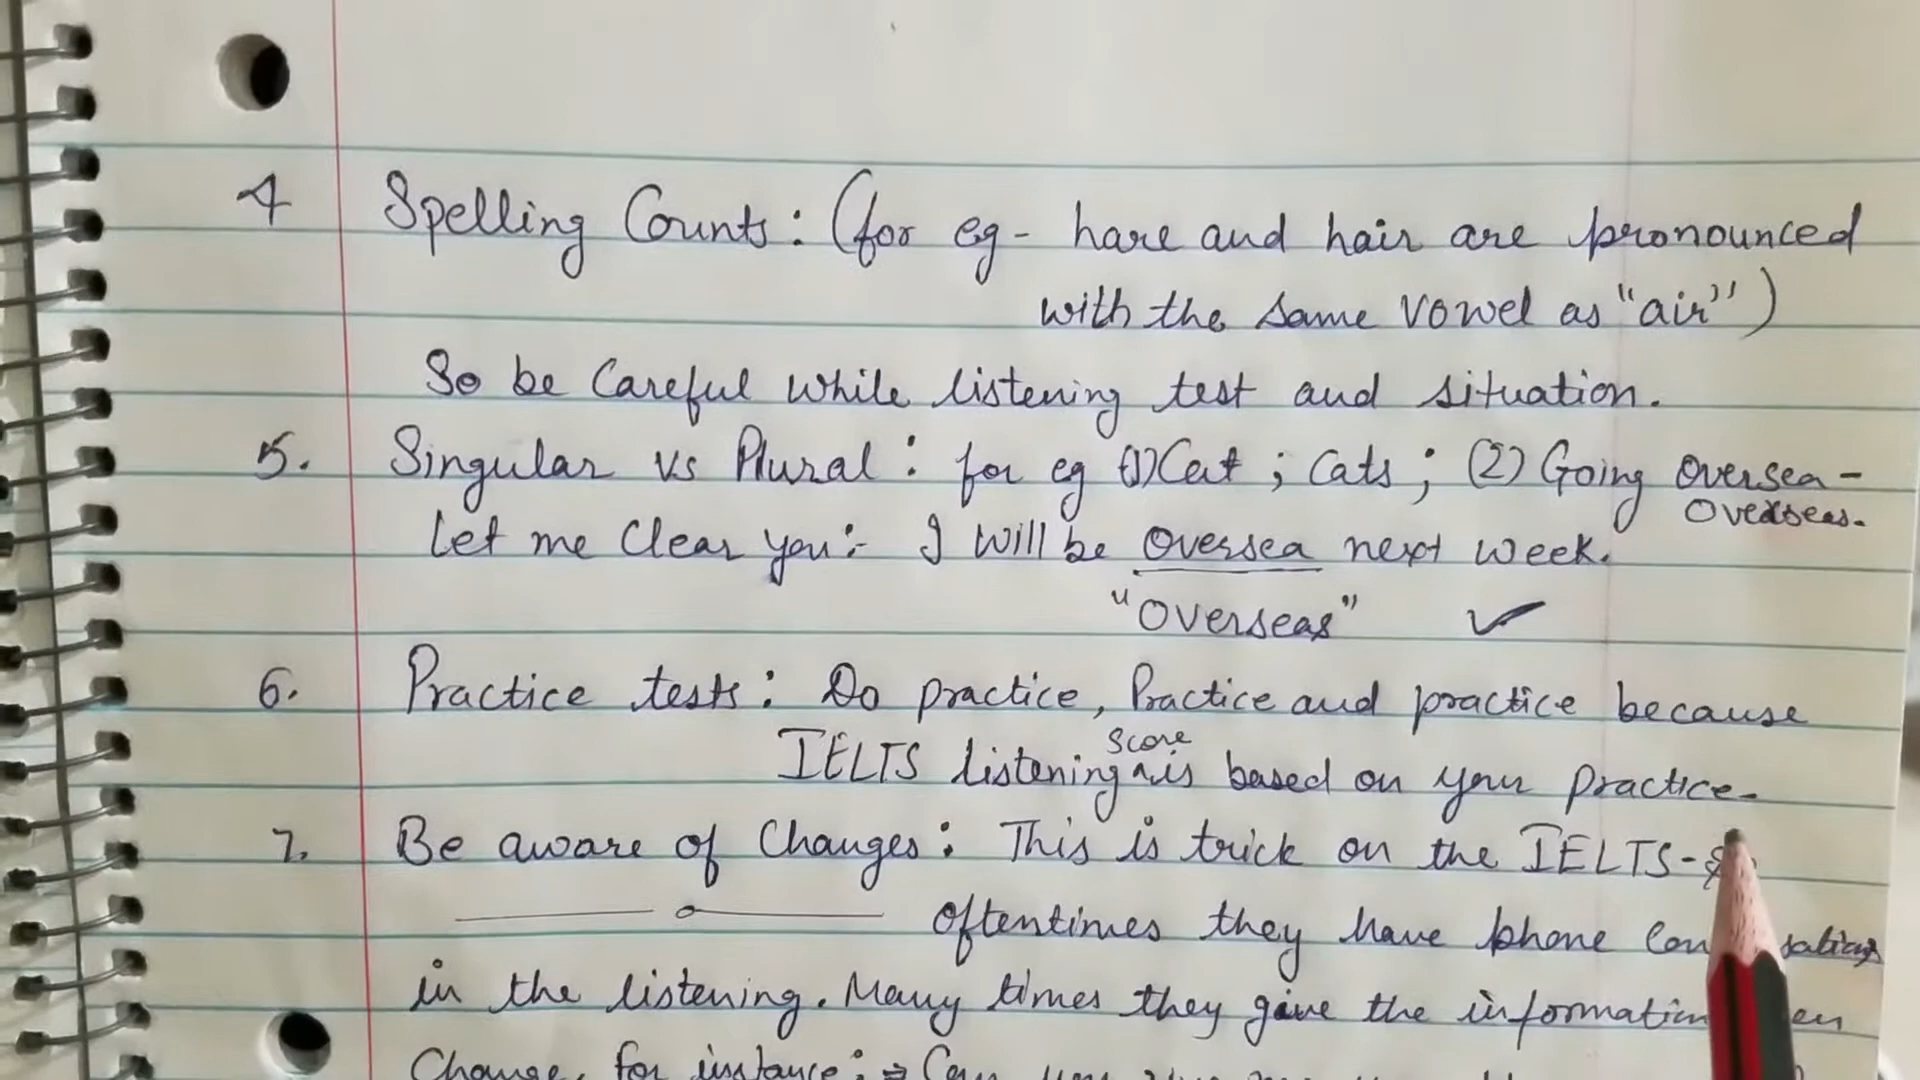 4 Spelling Counts: (for eg - hare and hair are pronounced
with the same vowel as "air")
So be Careful while listening test and situation.
5. Singular vs Plural: for eg (1) Cat ; Cats ; (2) Going oversea -
overseas.
Let me Clear you:- I will be oversea next week.
"Overseas" ✓
6. Practice tests: Do practice, Practice and practice because
IELTS listening score is based on your Practice.
7. Be aware of Changes: This is trick on the IELTS -
oftentimes they have phone
in the listening. Many times they give the
Change. for instance: ⇒ Can you give me